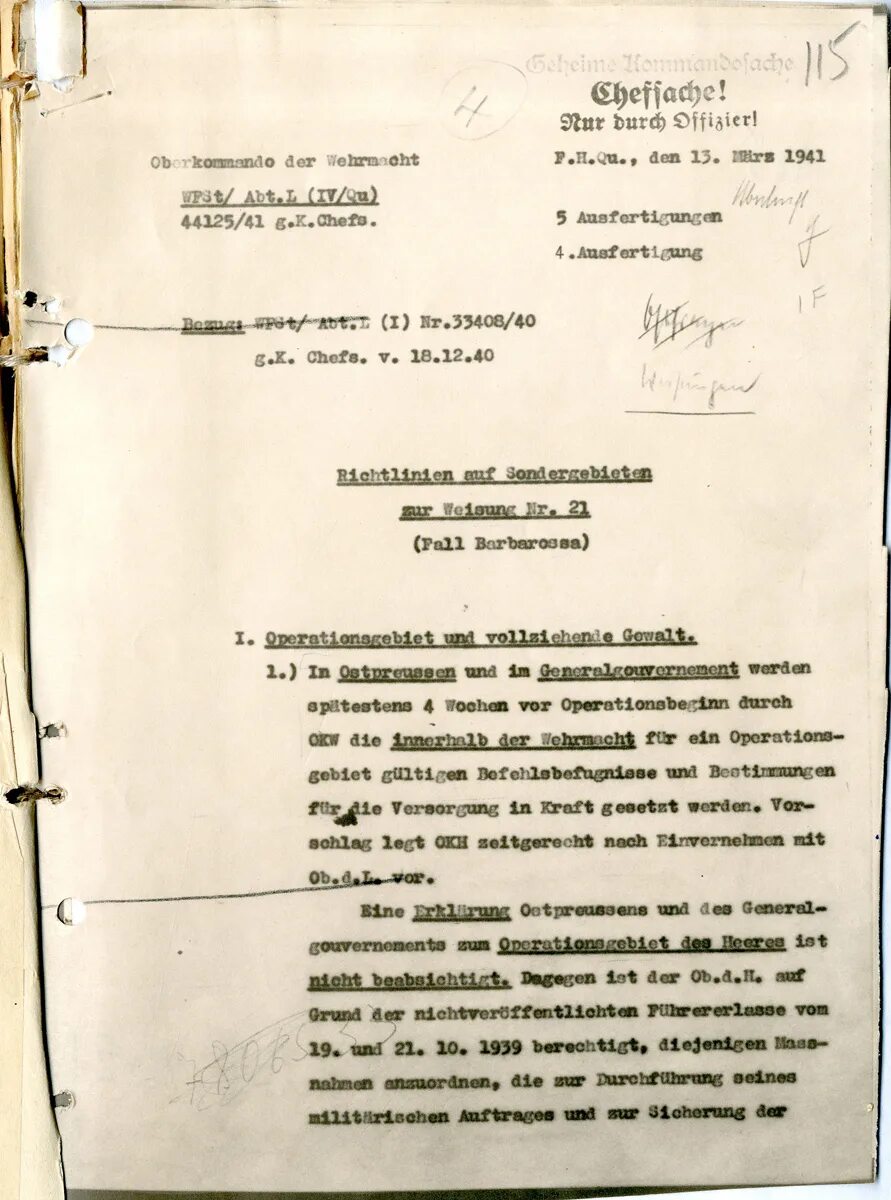 115
Geheime Kommandosache
Chefsache!
4
Nur durch Offizier!
Oberkommando der Wehrmacht
F.H.Qu., den 13. März 1941
WFSt/ Abt.L (IV/Qu)
44125/41 g.K.Chefs.
5 Ausfertigungen
4.Ausfertigung
Bezug: WFSt/ Abt.L (I) Nr.33408/40
g.K. Chefs. v. 18.12.40
Weisungen
Richtlinien auf Sondergebieten
zur Weisung Nr. 21
(Fall Barbarossa)
I. Operationsgebiet und vollziehende Gewalt.
1.) In Ostpreussen und im Generalgouvernement werden
spätestens 4 Wochen vor Operationsbeginn durch
OKW die innerhalb der Wehrmacht für ein Operations-
gebiet gültigen Befehlsbefugnisse und Bestimmungen
für die Versorgung in Kraft gesetzt werden. Vor-
schlag legt OKH zeitgerecht nach Einvernehmen mit
Ob.d.L. vor.
Eine Erklärung Ostpreussens und des General-
gouvernements zum Operationsgebiet des Heeres ist
nicht beabsichtigt. Dagegen ist der Ob.d.H. auf
Grund der nichtveröffentlichten Führererlasse vom
19. und 21. 10. 1939 berechtigt, diejenigen Mass-
nahmen anzuordnen, die zur Durchführung seines
militärischen Auftrages und zur Sicherung der